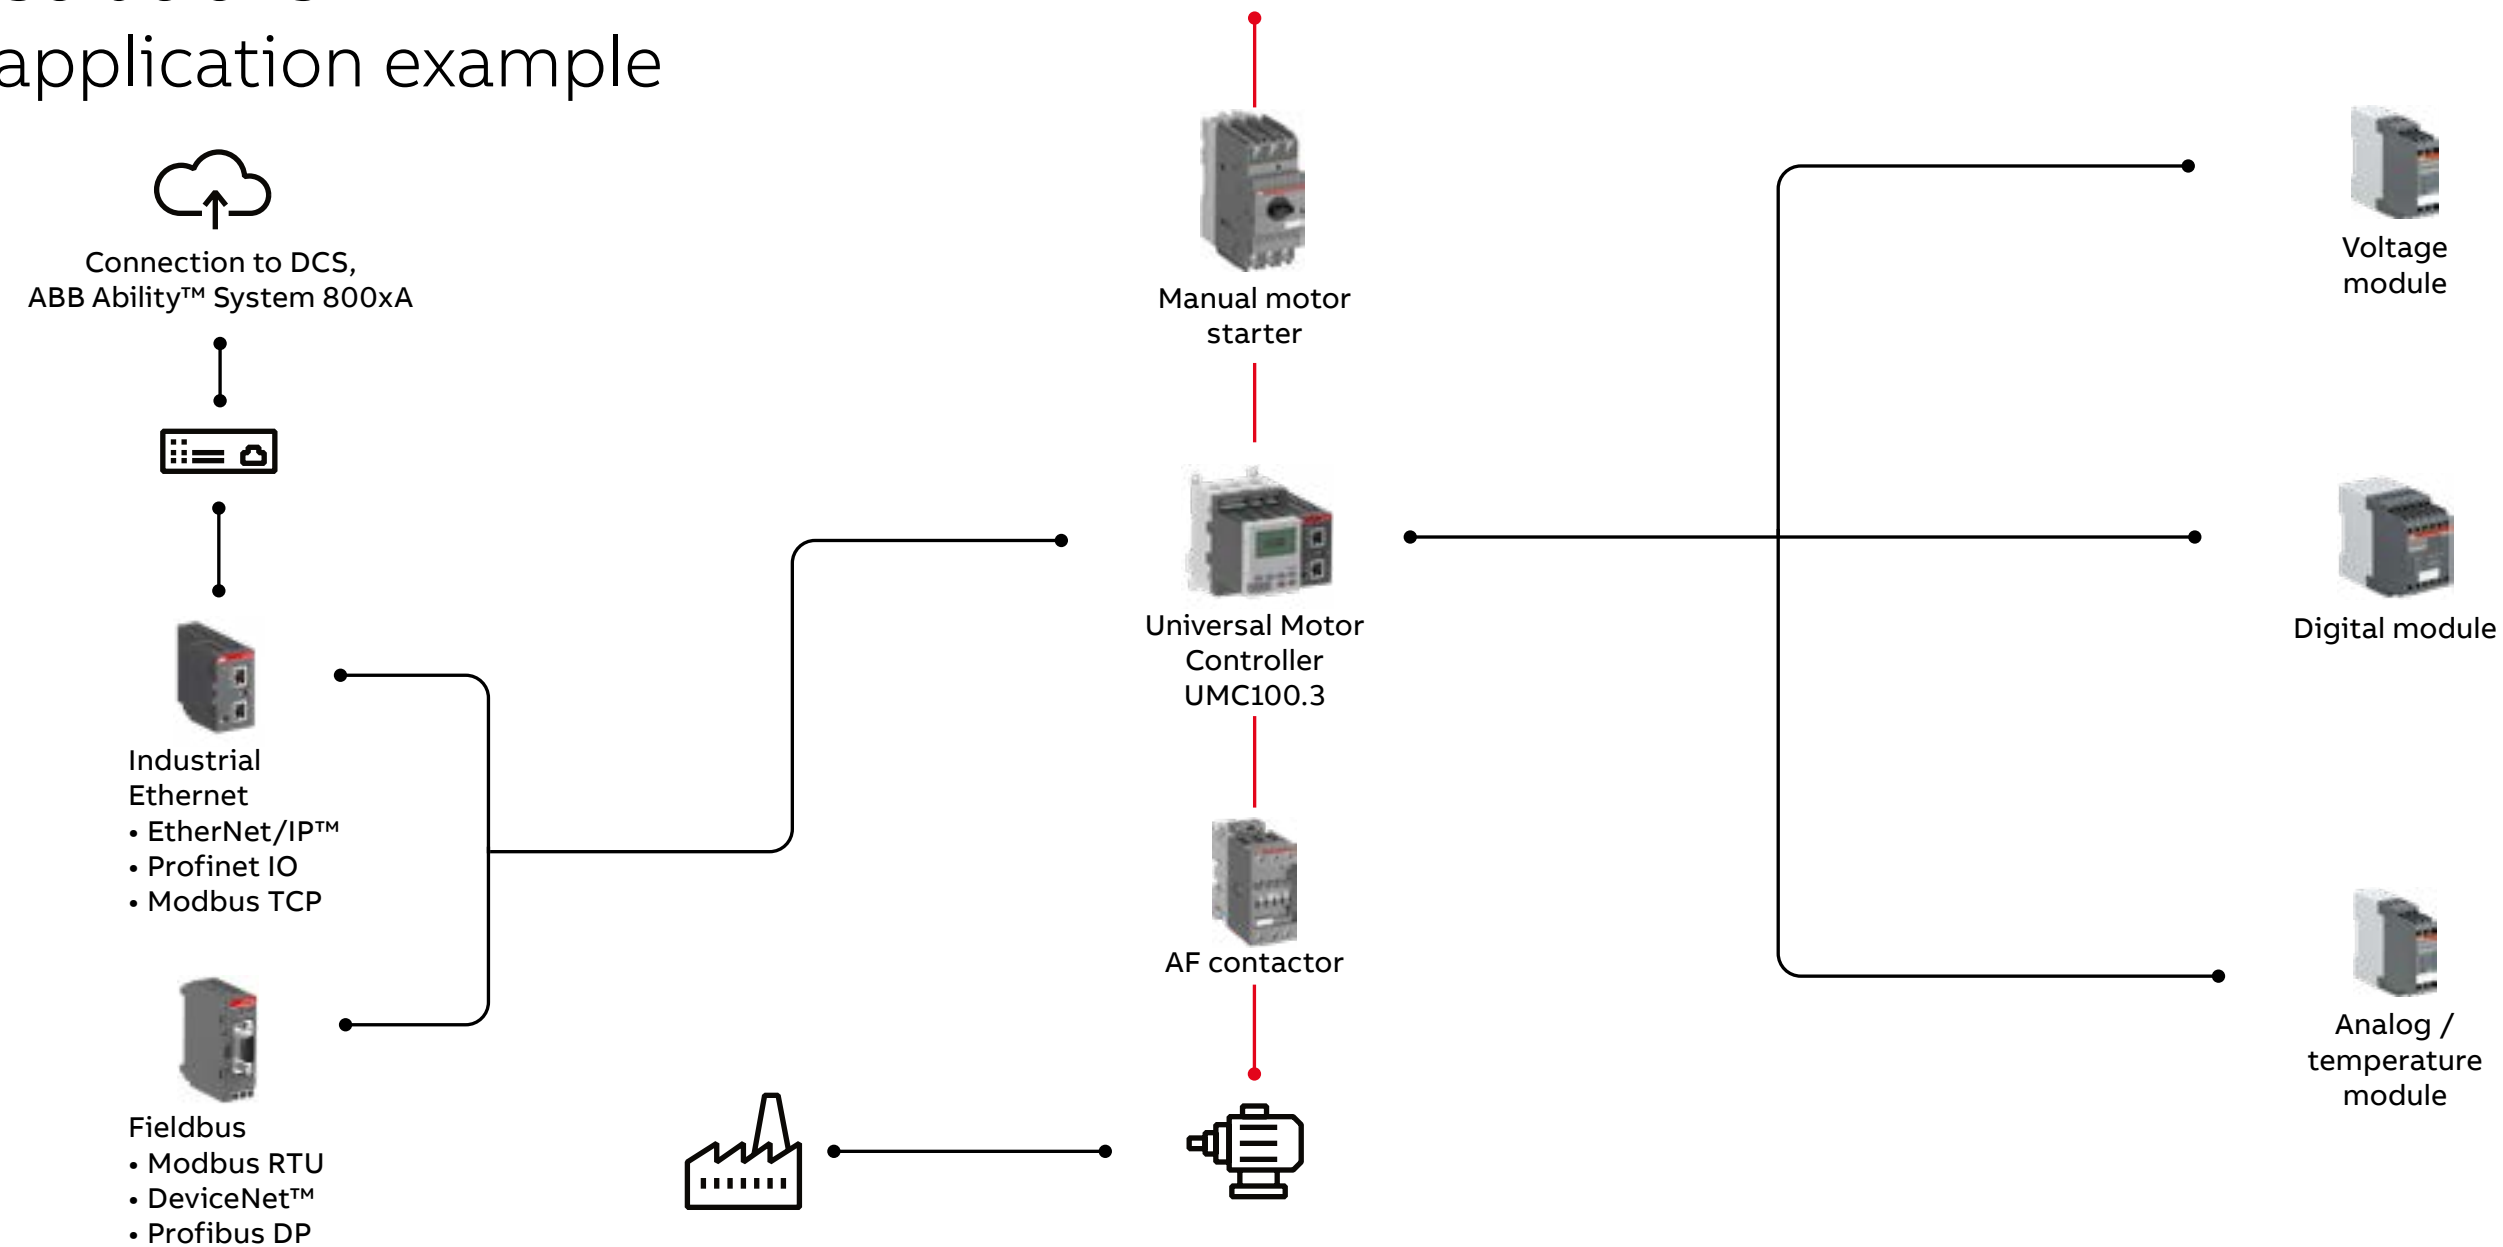 application example
Connection to DCS,
ABB Ability™ System 800xA
Industrial
Ethernet
• EtherNet/IP™
• Profinet IO
• Modbus TCP
Fieldbus
• Modbus RTU
• DeviceNet™
• Profibus DP
Manual motor
starter
Universal Motor
Controller
UMC100.3
AF contactor
Voltage
module
Digital module
Analog /
temperature
module